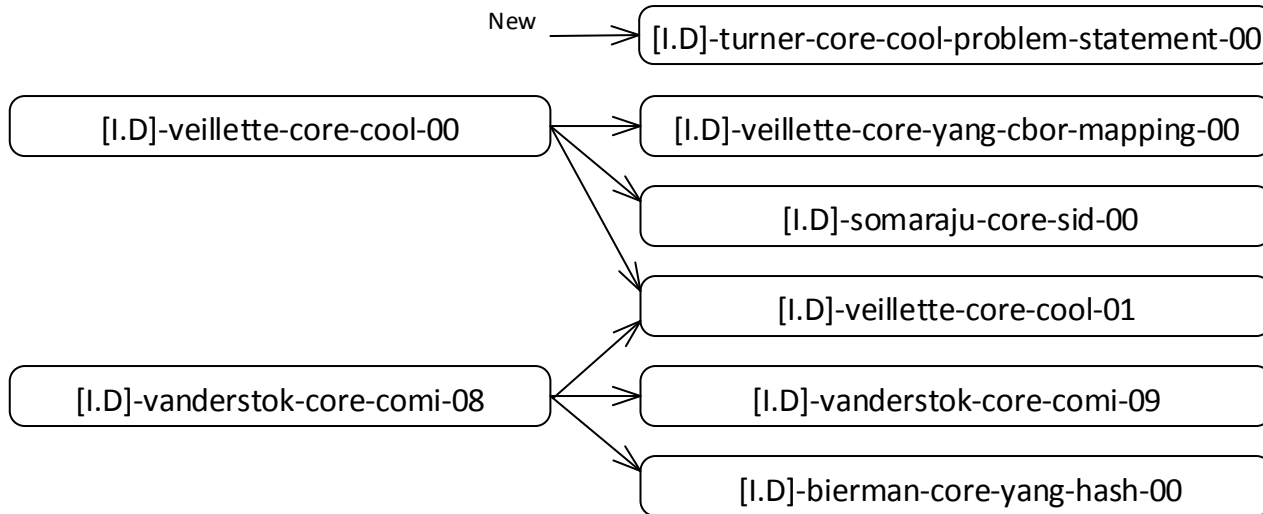 New
[I.D]-turner-core-cool-problem-statement-00
[I.D]-veillette-core-cool-00
[I.D]-veillette-core-yang-cbor-mapping-00
[I.D]-somaraju-core-sid-00
[I.D]-veillette-core-cool-01
[I.D]-vanderstok-core-comi-08
[I.D]-vanderstok-core-comi-09
[I.D]-bierman-core-yang-hash-00